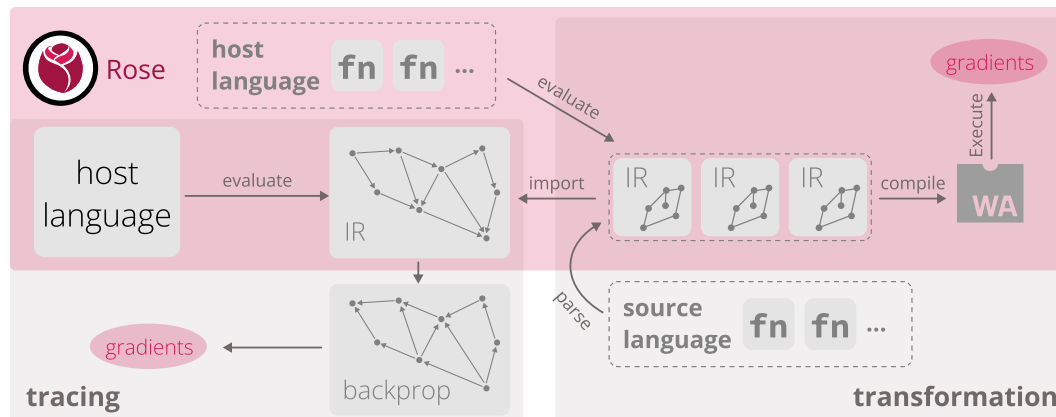 Rose
host
language
fn
fn
...
evaluate
gradients
Execute
host
language
evaluate
IR
import
IR
IR
IR
compile
WA
parse
source
language
fn
fn
...
backprop
gradients
tracing
transformation